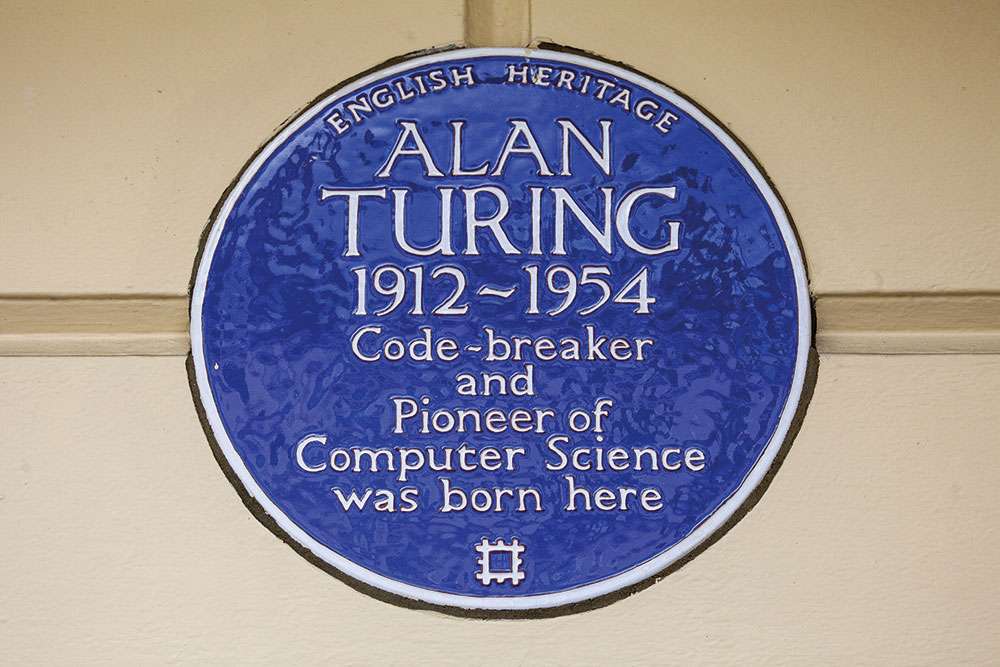 ENGLISH HERITAGE
ALAN
TURING
1912~1954
Code-breaker
and
Pioneer of
Computer Science
was born here